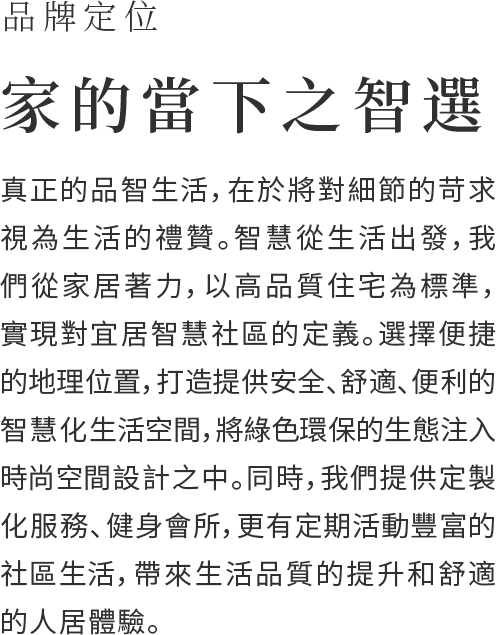 品牌定位
家的當下之智選
真正的品智生活，在於將對細節的苛求
視為生活的禮贊。智慧從生活出發，我
們從家居著力，以高品質住宅為標準，
實現對宜居智慧社區的定義。選擇便捷
的地理位置，打造提供安全、舒適、便利的
智慧化生活空間，將綠色環保的生態注入
時尚空間設計之中。同時，我們提供定製
化服務、健身會所，更有定期活動豐富的
社區生活，帶來生活品質的提升和舒適
的人居體驗。